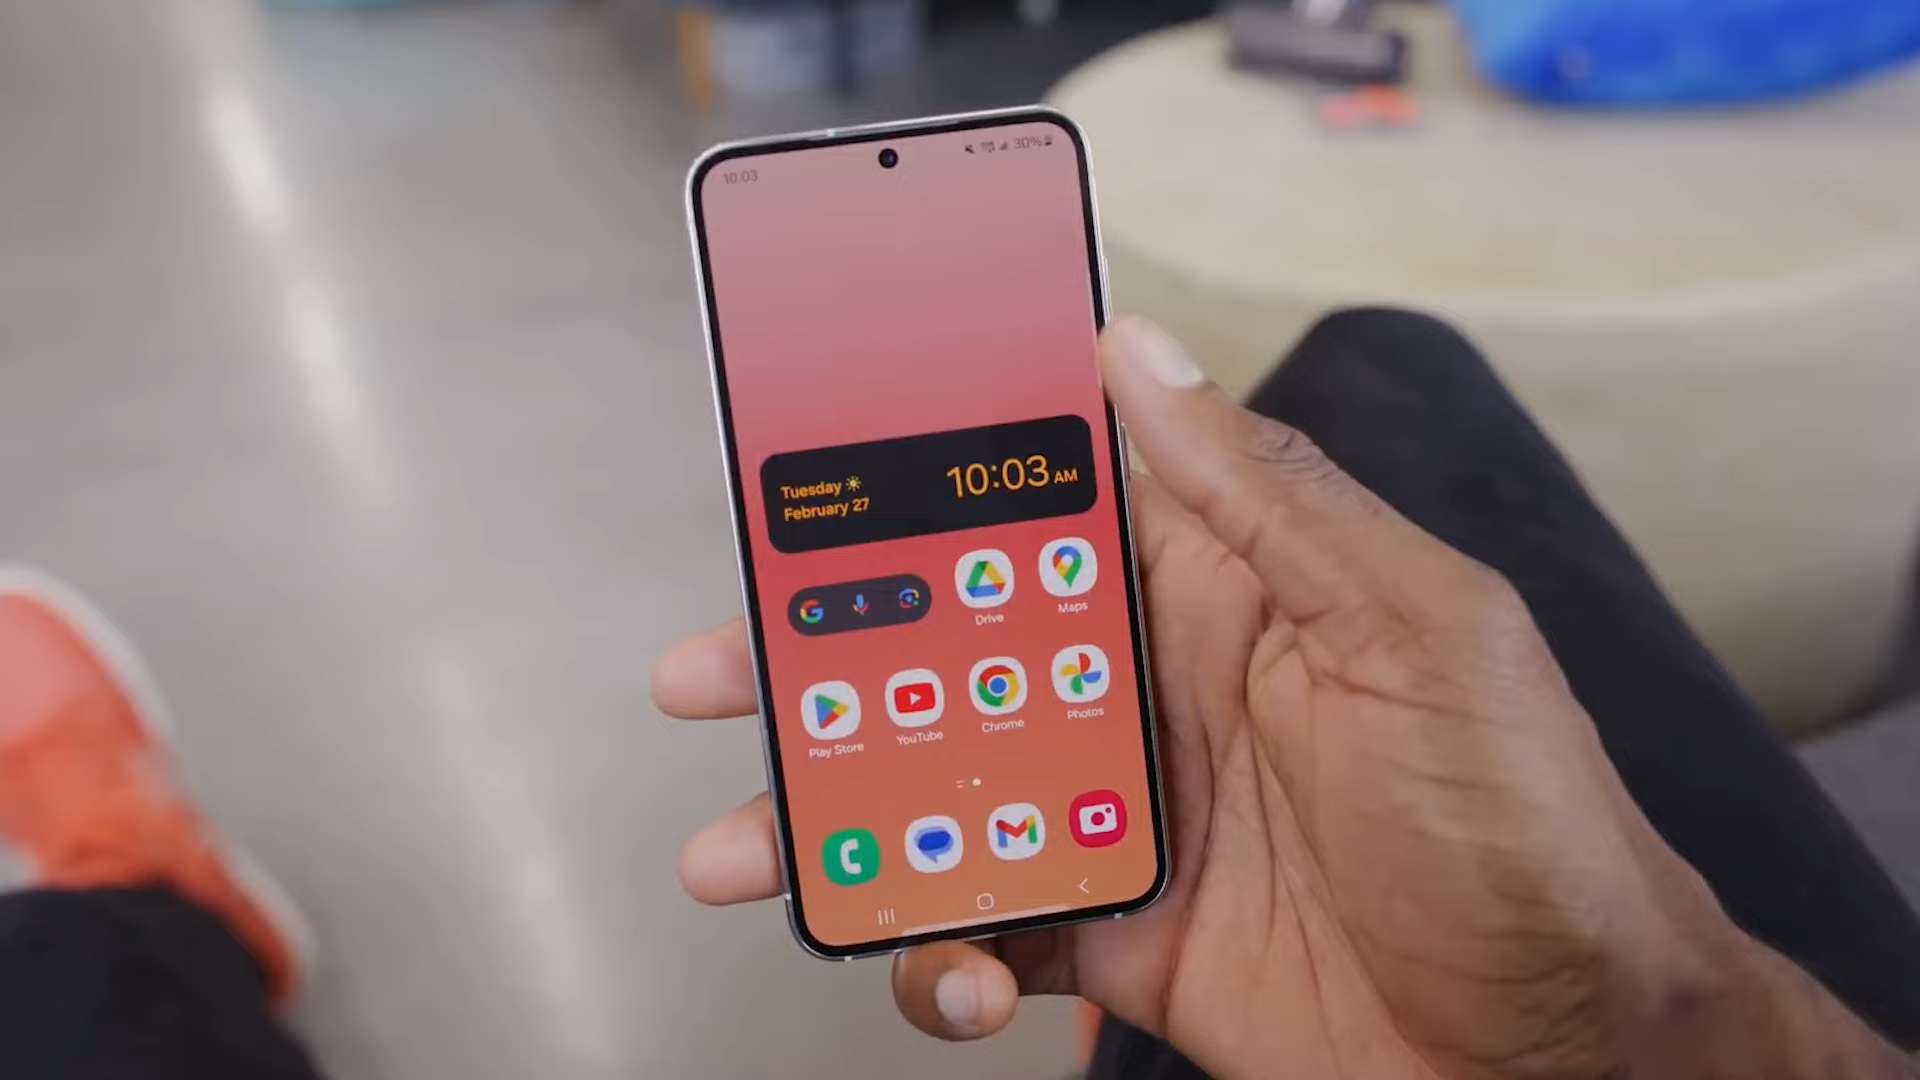 10:03
30%
Tuesday
February 27
10:03 AM
Drive
Maps
Play Store
YouTube
Chrome
Photos